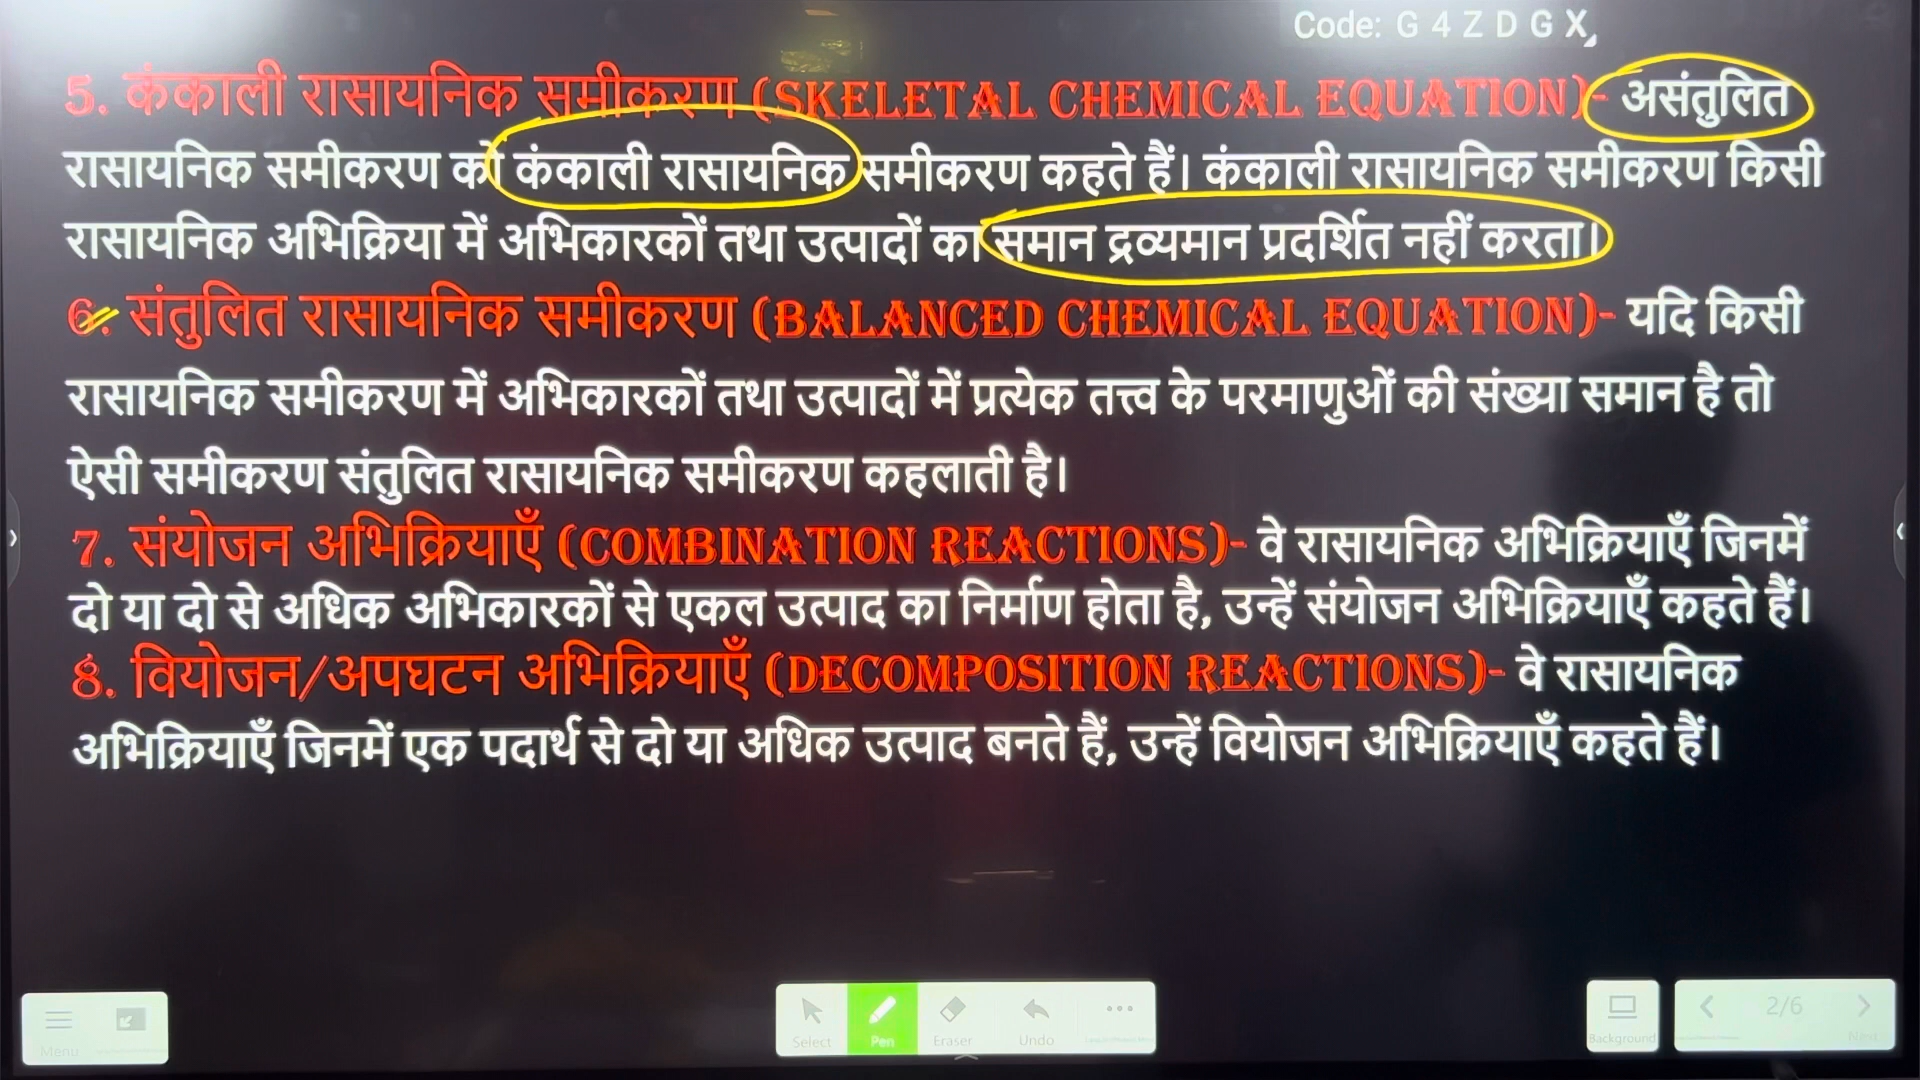 Code: G 4 Z D G X
5. कंकाली रासायनिक समीकरण (SKELETAL CHEMICAL EQUATION)- असंतुलित
रासायनिक समीकरण को कंकाली रासायनिक समीकरण कहते हैं। कंकाली रासायनिक समीकरण किसी
रासायनिक अभिक्रिया में अभिकारकों तथा उत्पादों का समान द्रव्यमान प्रदर्शित नहीं करता।
6. संतुलित रासायनिक समीकरण (BALANCED CHEMICAL EQUATION)- यदि किसी
रासायनिक समीकरण में अभिकारकों तथा उत्पादों में प्रत्येक तत्त्व के परमाणुओं की संख्या समान है तो
ऐसी समीकरण संतुलित रासायनिक समीकरण कहलाती है।
7. संयोजन अभिक्रियाएँ (COMBINATION REACTIONS)- वे रासायनिक अभिक्रियाएँ जिनमें
दो या दो से अधिक अभिकारकों से एकल उत्पाद का निर्माण होता है, उन्हें संयोजन अभिक्रियाएँ कहते हैं।
8. वियोजन/अपघटन अभिक्रियाएँ (DECOMPOSITION REACTIONS)- वे रासायनिक
अभिक्रियाएँ जिनमें एक पदार्थ से दो या अधिक उत्पाद बनते हैं, उन्हें वियोजन अभिक्रियाएँ कहते हैं।
Menu
Select Pen Eraser Undo
Background
2/6
Next